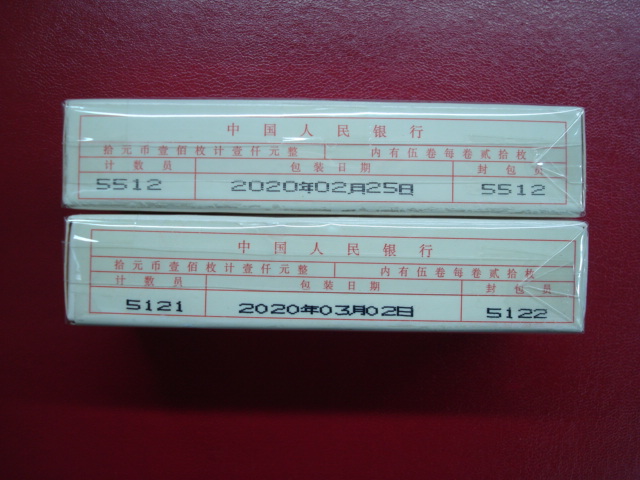 中国人民银行
拾元币壹佰枚计壹仟元整 内有伍卷每卷贰拾枚
计数员 包装日期 封包员
5512 2020年02月25日 5512
中国人民银行
拾元币壹佰枚计壹仟元整 内有伍卷每卷贰拾枚
计数员 包装日期 封包员
5121 2020年03月02日 5122